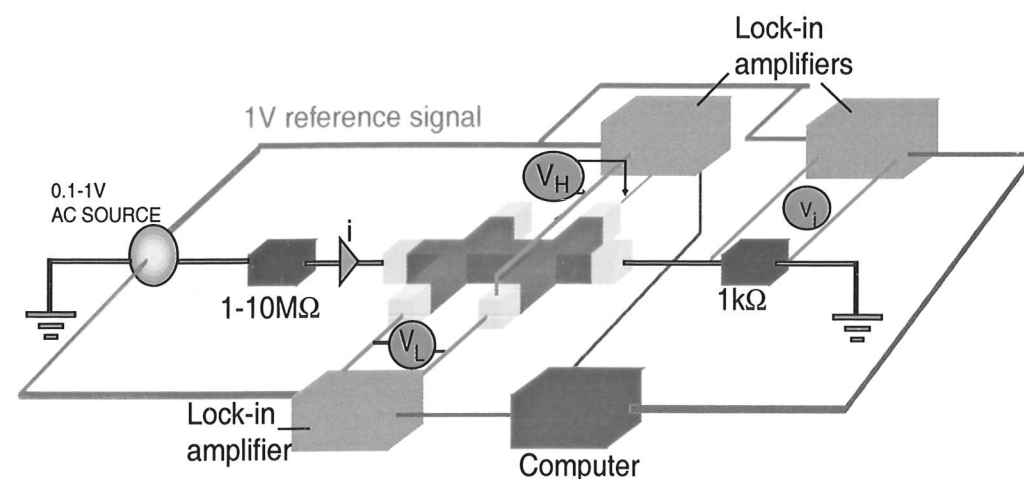 Lock-in
amplifiers
1V reference signal
V_H
0.1-1V
AC SOURCE
V_i
i
1-10MΩ
1kΩ
V_L
Lock-in
amplifier
Computer